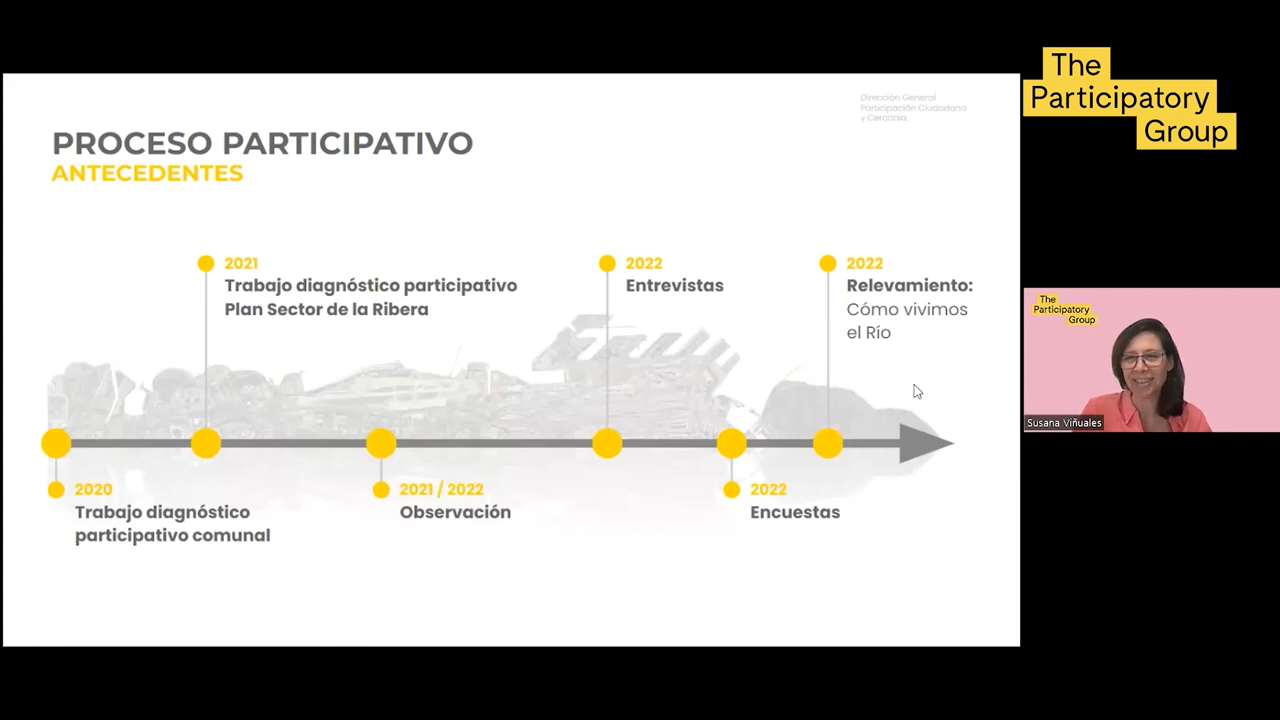 Dirección General
Participación Ciudadana
y Cercanía.
PROCESO PARTICIPATIVO
ANTECEDENTES
2021
Trabajo diagnóstico participativo
Plan Sector de la Ribera
2022
Entrevistas
2022
Relevamiento:
Cómo vivimos
el Río
2020
Trabajo diagnóstico
participativo comunal
2021 / 2022
Observación
2022
Encuestas
The
Participatory
Group
The
Participatory
Group
Susana Viñuales